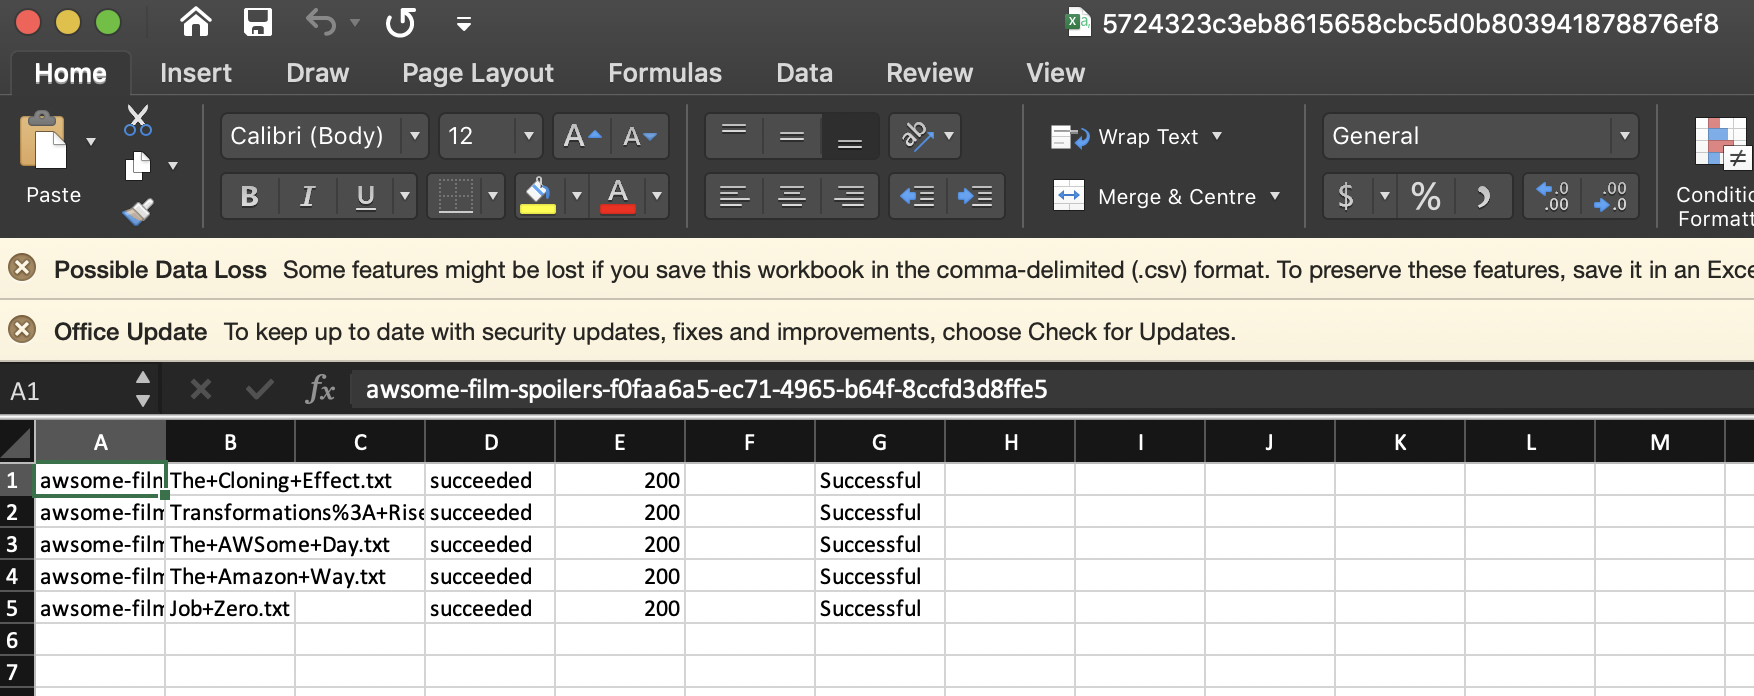 5724323c3eb8615658cbc5d0b803941878876ef8
Home Insert Draw Page Layout Formulas Data Review View
Paste
Calibri (Body) 12 A A
Wrap Text
General
B I U A
Merge & Centre
$ % .0 .00 .00 .0
Conditic
Formatt
Possible Data Loss Some features might be lost if you save this workbook in the comma-delimited (.csv) format. To preserve these features, save it in an Exce
Office Update To keep up to date with security updates, fixes and improvements, choose Check for Updates.
A1 fx awsome-film-spoilers-f0faa6a5-ec71-4965-b64f-8ccfd3d8ffe5
A B C D E F G H I J K L M
1 awsome-film The+Cloning+Effect.txt succeeded 200 Successful
2 awsome-film Transformations%3A+Rise succeeded 200 Successful
3 awsome-film The+AWSome+Day.txt succeeded 200 Successful
4 awsome-film The+Amazon+Way.txt succeeded 200 Successful
5 awsome-film Job+Zero.txt succeeded 200 Successful
6
7